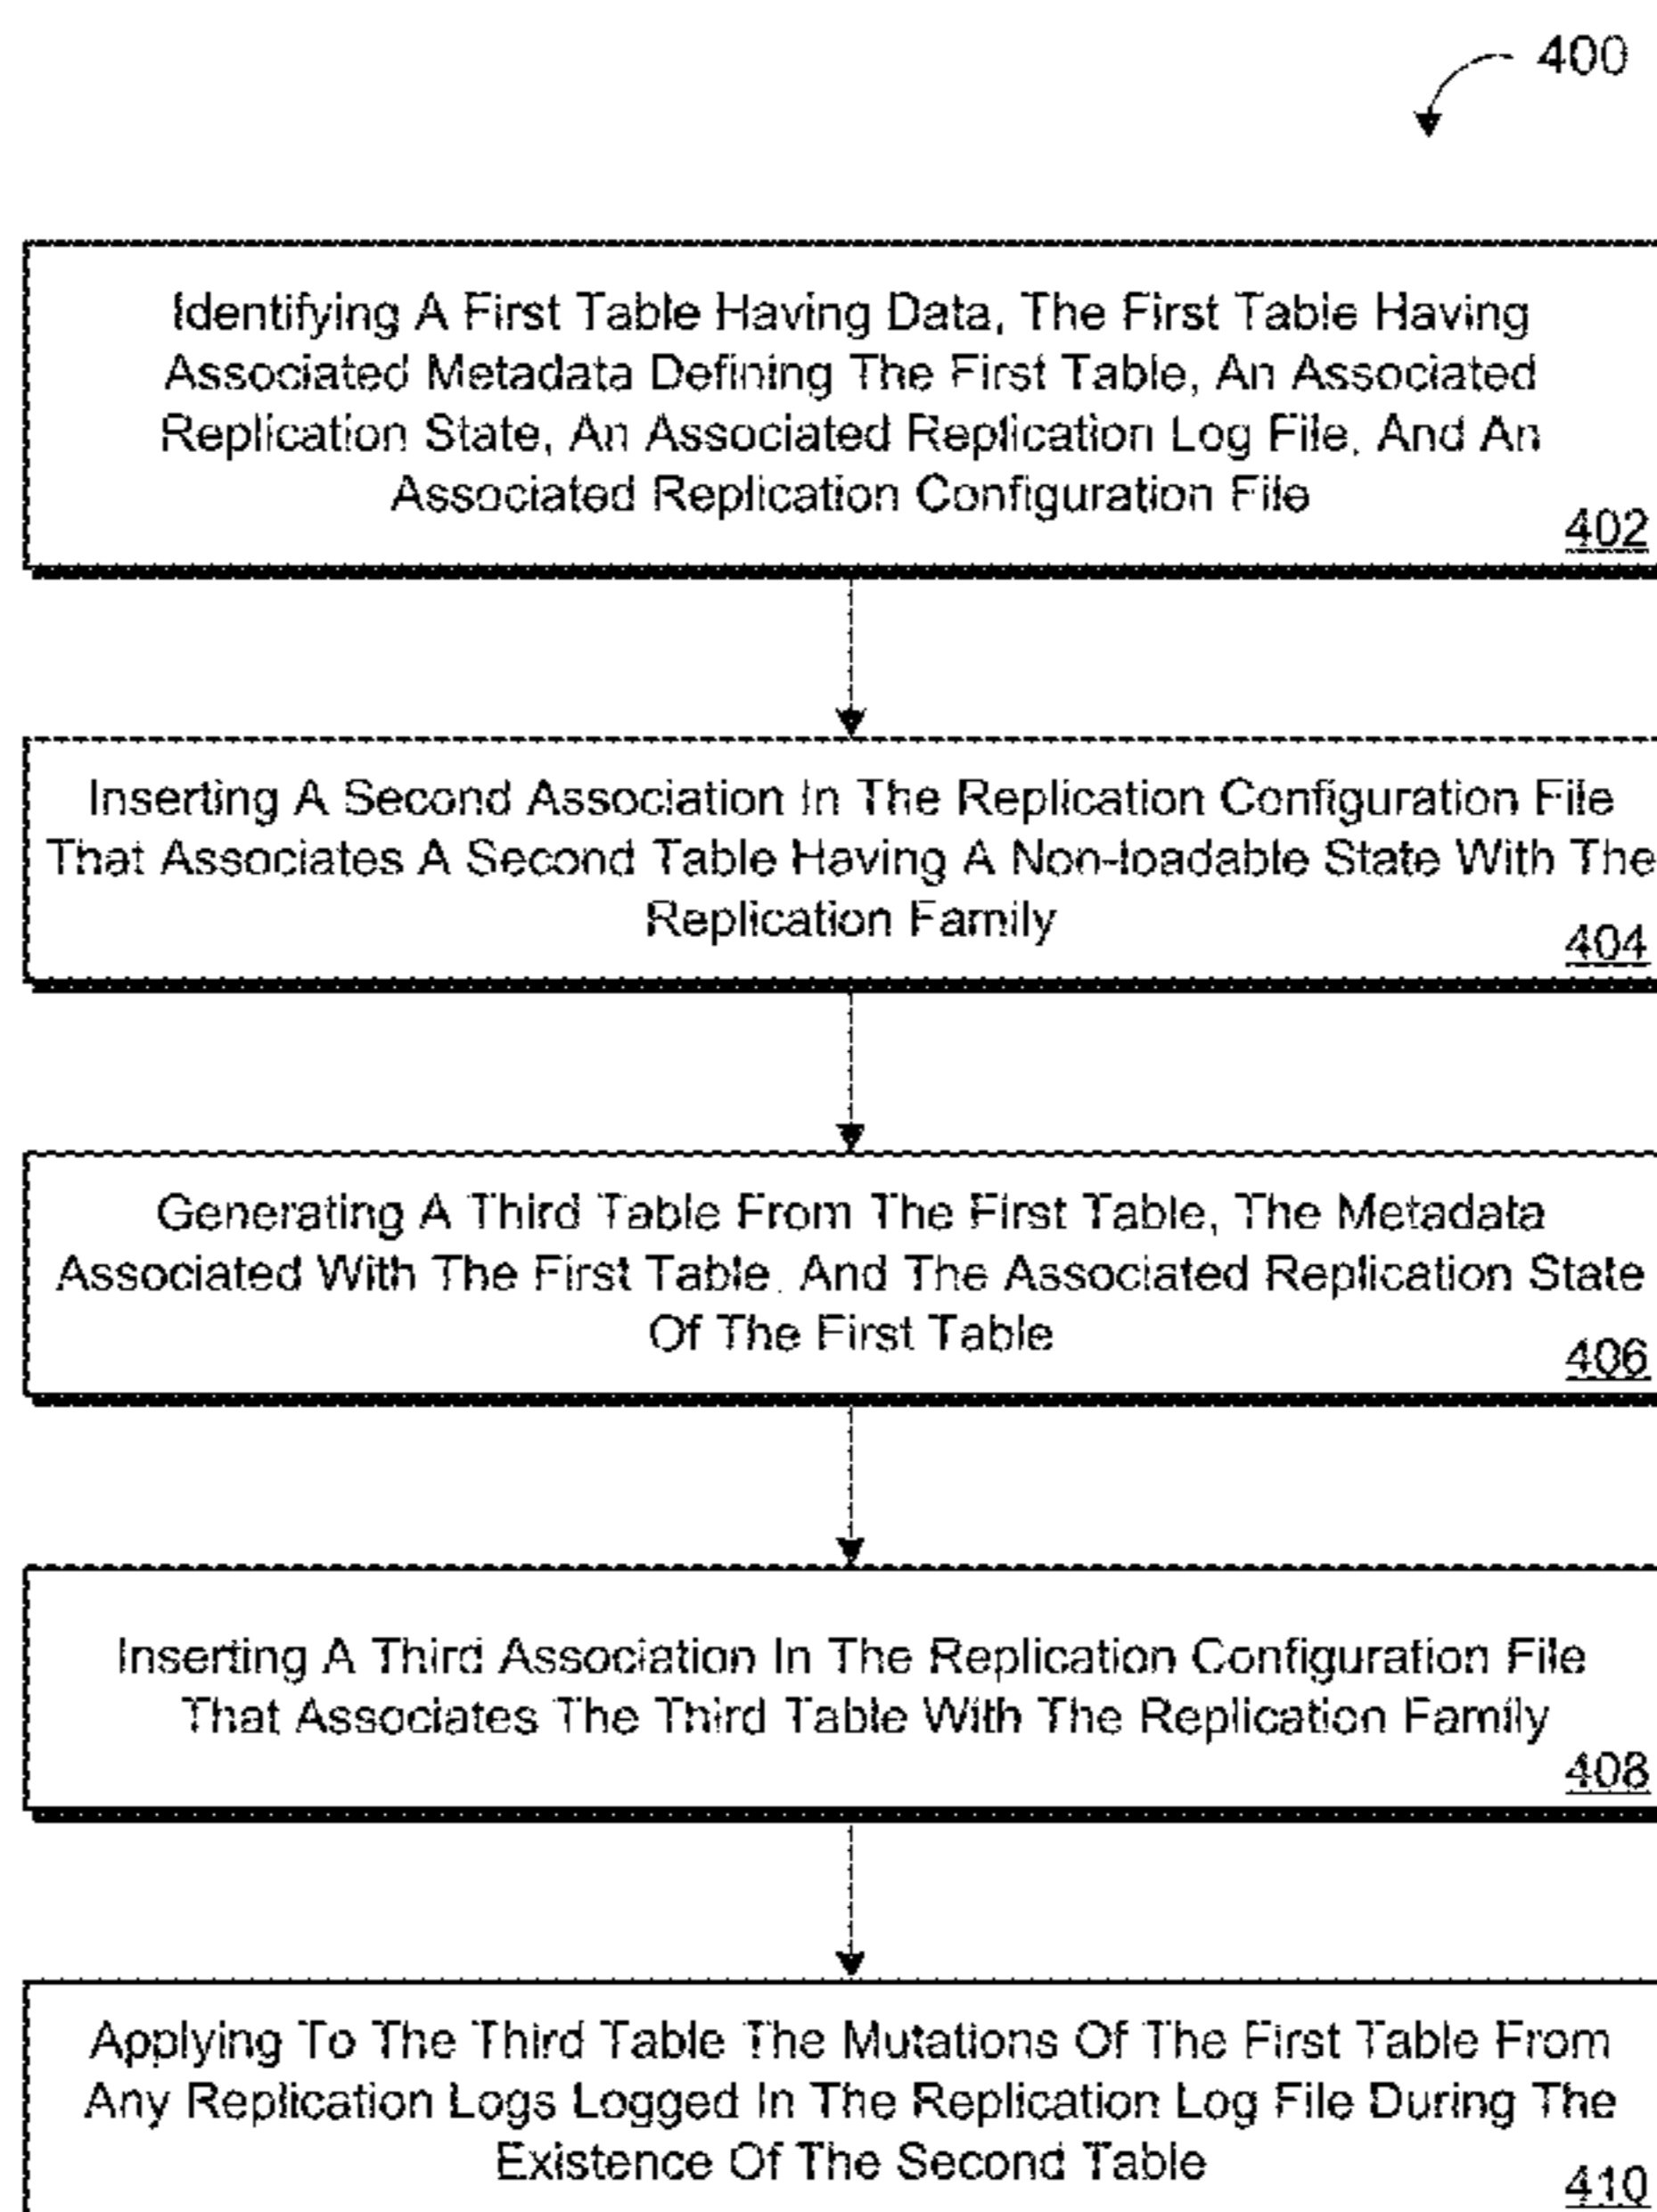 400
Identifying A First Table Having Data, The First Table Having
Associated Metadata Defining The First Table, An Associated
Replication State, An Associated Replication Log File, And An
Associated Replication Configuration File
402
Inserting A Second Association In The Replication Configuration File
That Associates A Second Table Having A Non-loadable State With The
Replication Family
404
Generating A Third Table From The First Table, The Metadata
Associated With The First Table, And The Associated Replication State
Of The First Table
406
Inserting A Third Association In The Replication Configuration File
That Associates The Third Table With The Replication Family
408
Applying To The Third Table The Mutations Of The First Table From
Any Replication Logs Logged In The Replication Log File During The
Existence Of The Second Table
410